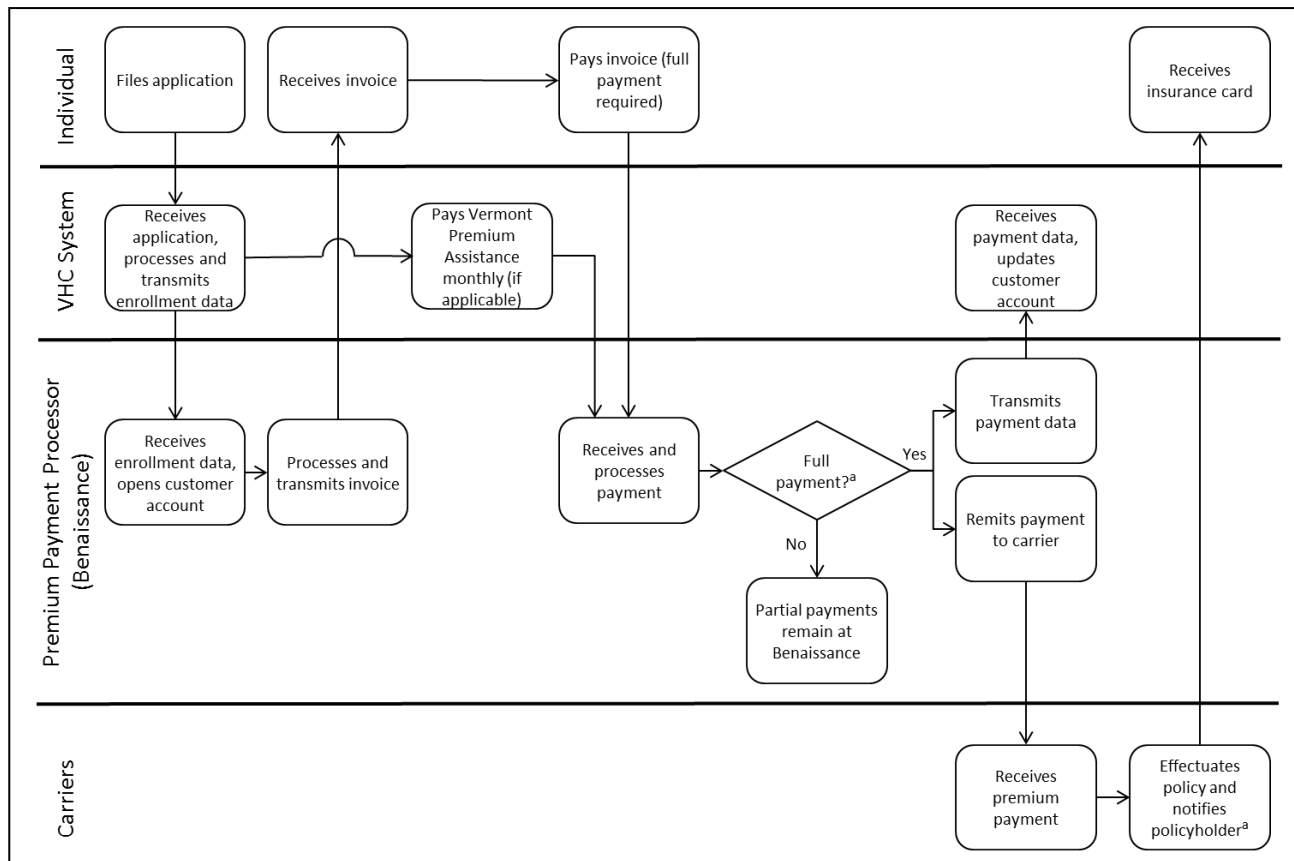 Individual
Files application
Receives invoice
Pays invoice (full
payment
required)
Receives
insurance card
VHC System
Receives
application,
processes and
transmits
enrollment data
Pays Vermont
Premium
Assistance
monthly (if
applicable)
Receives
payment data,
updates
customer
account
Premium Payment Processor
(Benaissance)
Receives
enrollment data,
opens customer
account
Processes and
transmits invoice
Receives and
processes
payment
Full
payment?ᵃ
Yes
No
Transmits
payment data
Remits payment
to carrier
Partial payments
remain at
Benaissance
Carriers
Receives
premium
payment
Effectuates
policy and
notifies
policyholderᵃ